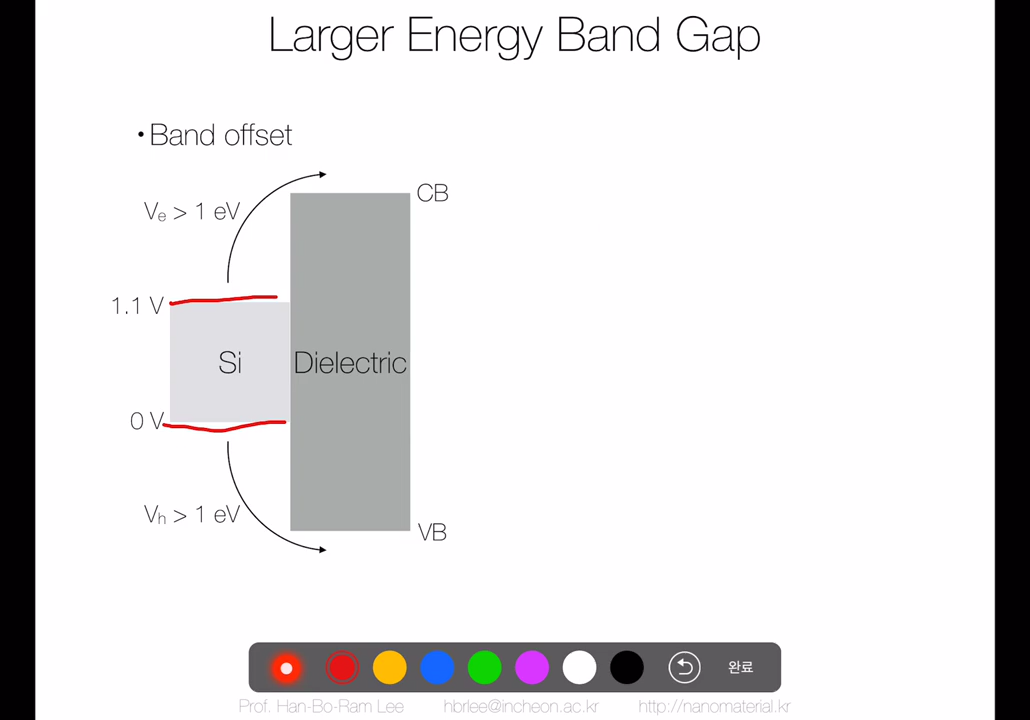 Larger Energy Band Gap
• Band offset
CB
Ve > 1 eV
1.1 V
Si
Dielectric
0 V
Vh > 1 eV
VB
완료
Prof. Han-Bo-Ram Lee hbrlee@incheon.ac.kr http://nanomaterial.kr